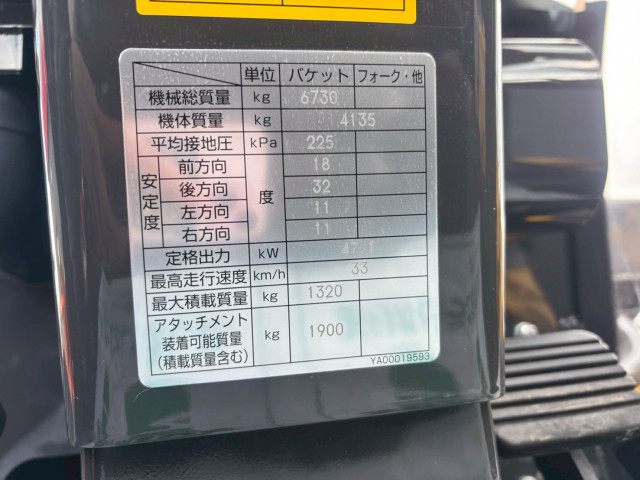 単位 バケット フォーク・他
機械総質量 kg 6730
機体質量 kg 4135
平均接地圧 kPa 225
安定度 前方向 度 18
後方向 32
左方向 11
右方向 11
定格出力 kW 47.1
最高走行速度 km/h 33
最大積載質量 kg 1320
アタッチメント
装着可能質量 kg 1900
(積載質量含む)
YA00019593